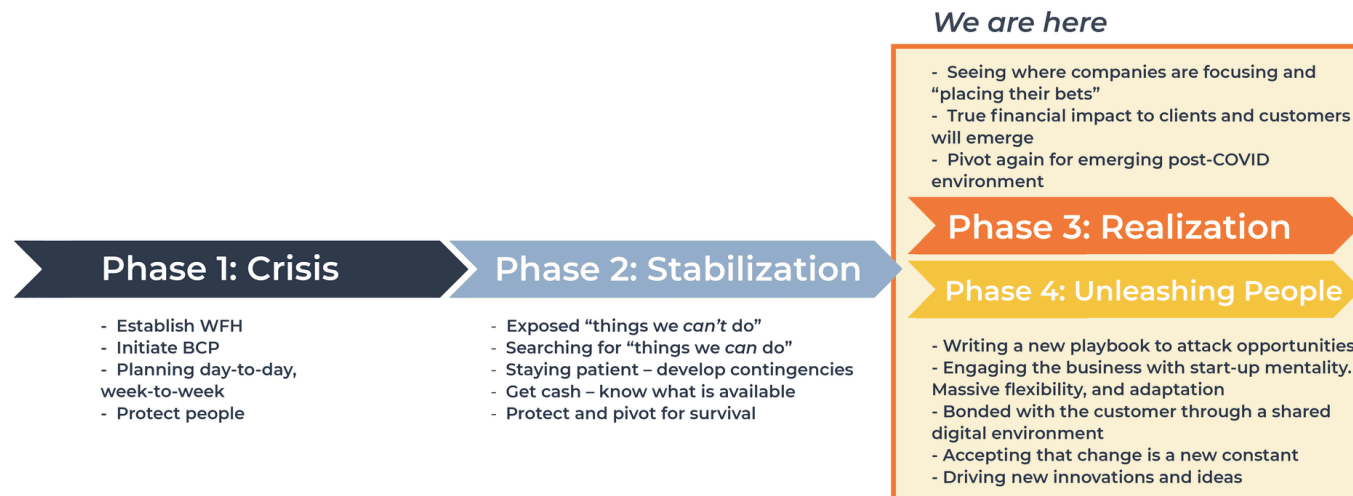 We are here
- Seeing where companies are focusing and
“placing their bets”
- True financial impact to clients and customers
will emerge
- Pivot again for emerging post-COVID
environment
Phase 1: Crisis
Phase 2: Stabilization
Phase 3: Realization
Phase 4: Unleashing People
- Establish WFH
- Initiate BCP
- Planning day-to-day,
week-to-week
- Protect people
- Exposed “things we can’t do”
- Searching for “things we can do”
- Staying patient – develop contingencies
- Get cash – know what is available
- Protect and pivot for survival
- Writing a new playbook to attack opportunities
- Engaging the business with start-up mentality.
Massive flexibility, and adaptation
- Bonded with the customer through a shared
digital environment
- Accepting that change is a new constant
- Driving new innovations and ideas